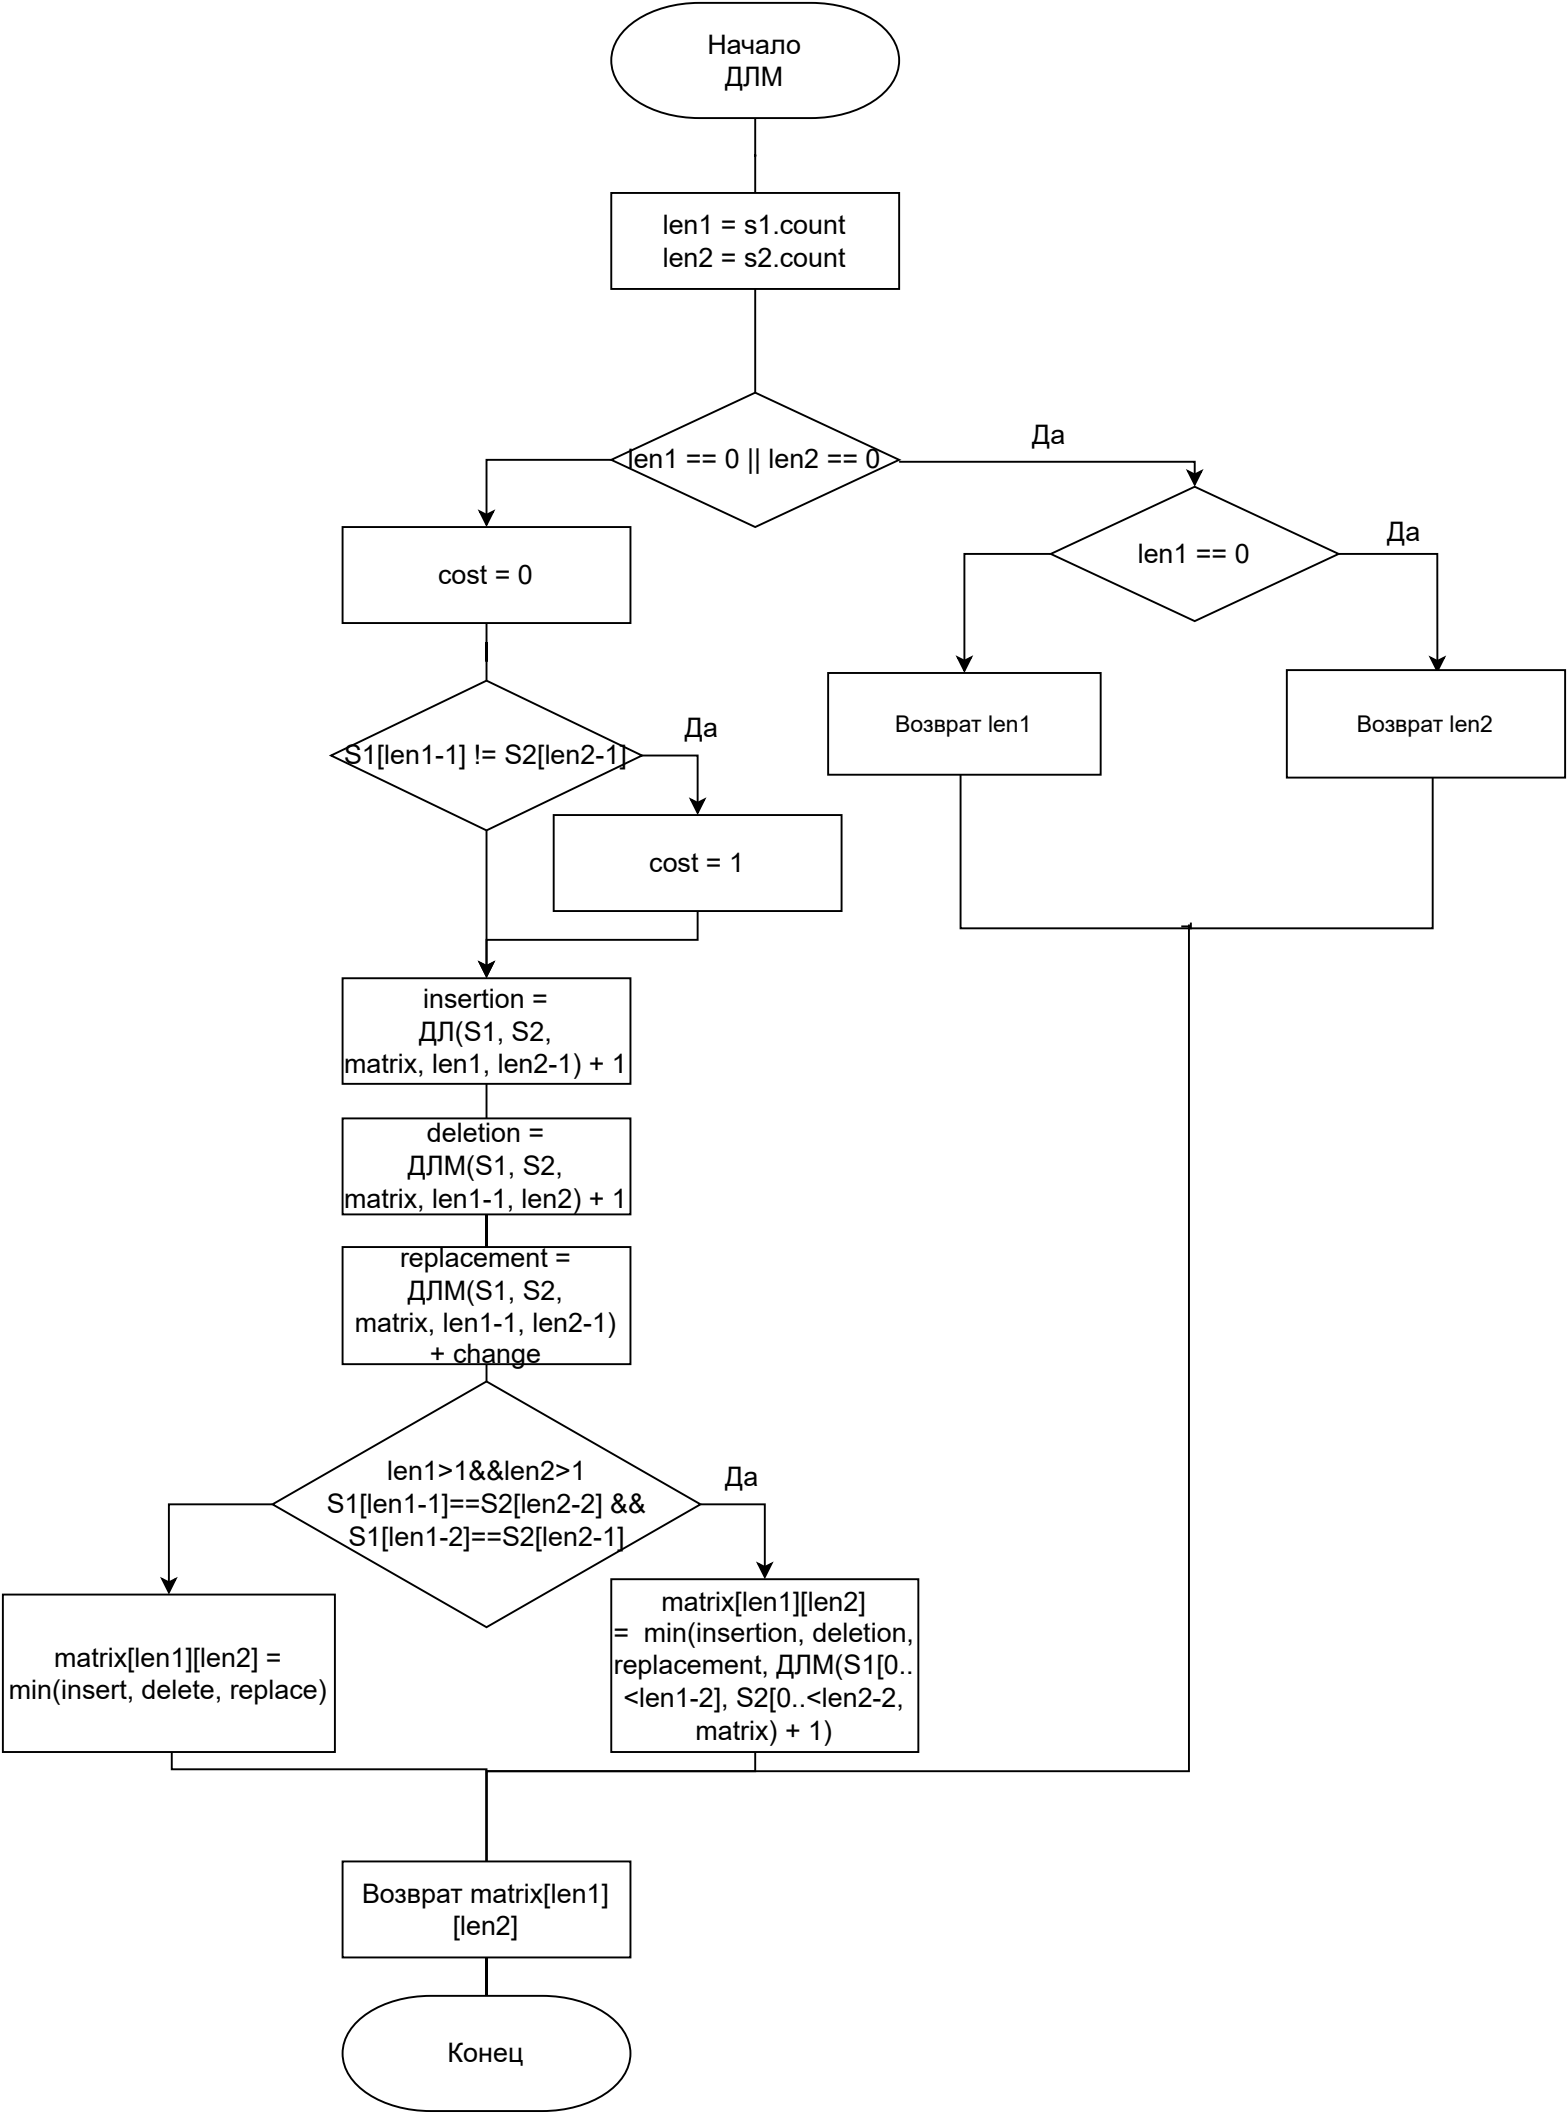 Начало
ДЛМ
len1 = s1.count
len2 = s2.count
len1 == 0 || len2 == 0
Да
cost = 0
len1 == 0
Да
S1[len1-1] != S2[len2-1]
Да
Возврат len1
Возврат len2
cost = 1
insertion =
ДЛ(S1, S2,
matrix, len1, len2-1) + 1
deletion =
ДЛМ(S1, S2,
matrix, len1-1, len2) + 1
replacement =
ДЛМ(S1, S2,
matrix, len1-1, len2-1)
+ change
len1>1&&len2>1
S1[len1-1]==S2[len2-2] &&
S1[len1-2]==S2[len2-1]
Да
matrix[len1][len2] =
min(insert, delete, replace)
matrix[len1][len2]
=  min(insertion, deletion,
replacement, ДЛМ(S1[0..
<len1-2], S2[0..<len2-2,
matrix) + 1)
Возврат matrix[len1]
[len2]
Конец